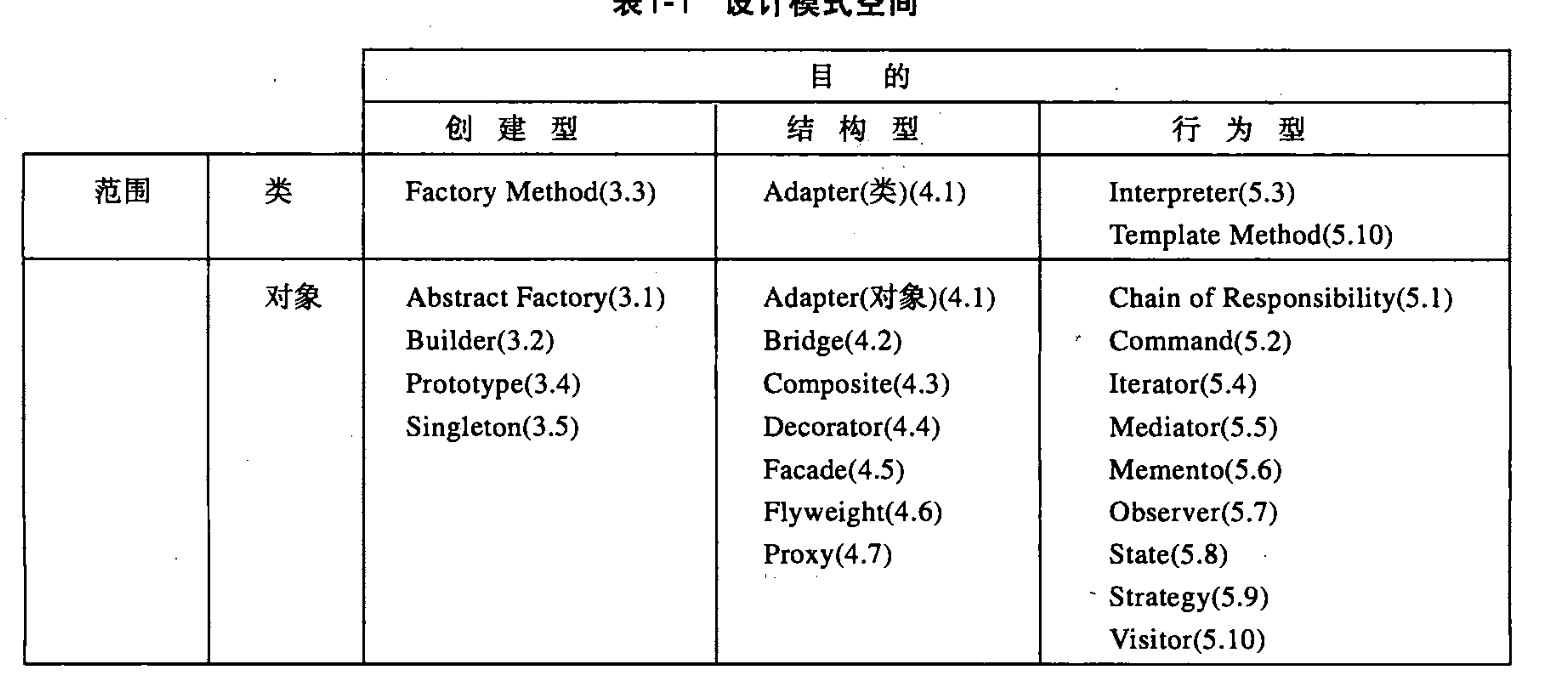 表1-1 设计模式空间
目 的
创 建 型 结 构 型 行 为 型
范围 类 Factory Method(3.3) Adapter(类)(4.1) Interpreter(5.3)
Template Method(5.10)
对象 Abstract Factory(3.1) Adapter(对象)(4.1) Chain of Responsibility(5.1)
Builder(3.2) Bridge(4.2) Command(5.2)
Prototype(3.4) Composite(4.3) Iterator(5.4)
Singleton(3.5) Decorator(4.4) Mediator(5.5)
Facade(4.5) Memento(5.6)
Flyweight(4.6) Observer(5.7)
Proxy(4.7) State(5.8)
Strategy(5.9)
Visitor(5.10)